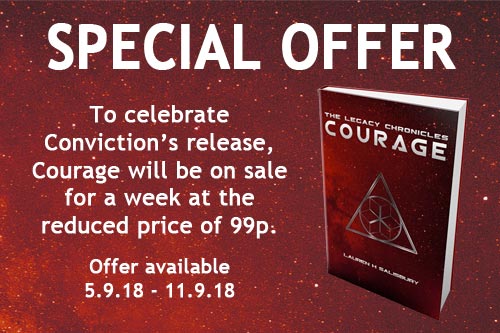 SPECIAL OFFER
To celebrate
Conviction's release,
Courage will be on sale
for a week at the
reduced price of 99p.
Offer available
5.9.18 - 11.9.18
THE LEGACY CHRONICLES
COURAGE
LAUREN H SALISBURY